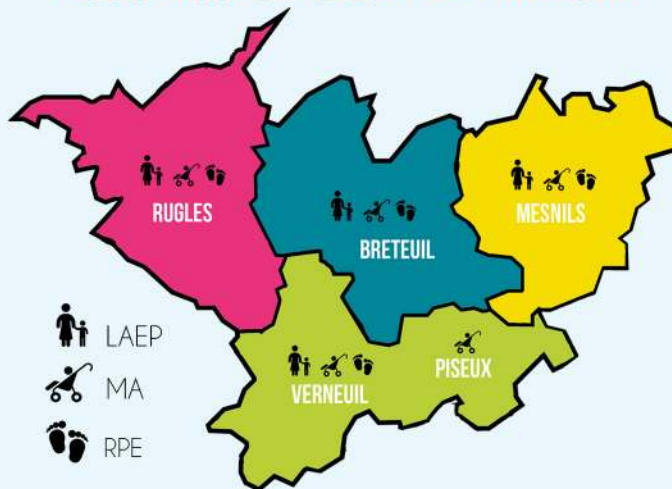 RUGLES
BRETEUIL
MESNILS
VERNEUIL
PISEUX
LAEP
MA
RPE